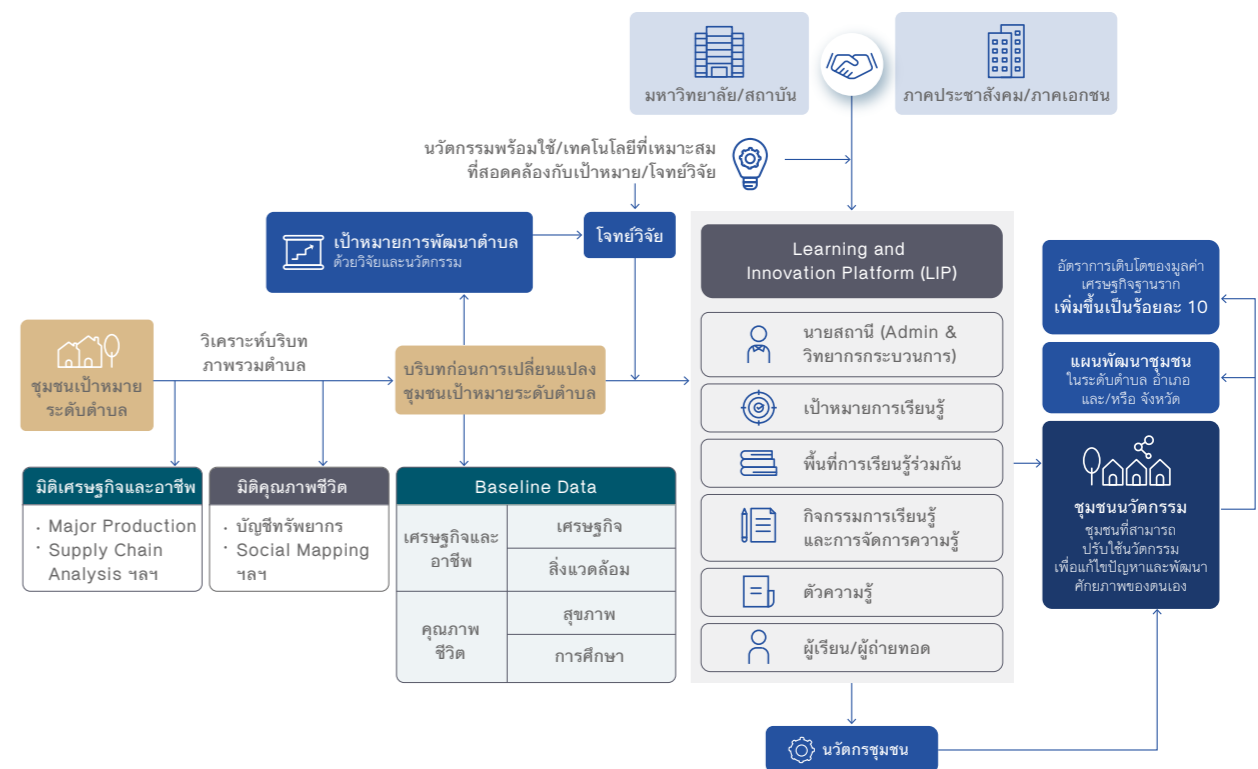 มหาวิทยาลัย/สถาบัน
ภาคประชาสังคม/ภาคเอกชน
นวัตกรรมพร้อมใช้/เทคโนโลยีที่เหมาะสม
ที่สอดคล้องกับเป้าหมาย/โจทย์วิจัย
เป้าหมายการพัฒนาตำบล
ด้วยวิจัยและนวัตกรรม
โจทย์วิจัย
ชุมชนเป้าหมาย
ระดับตำบล
วิเคราะห์บริบท
ภาพรวมตำบล
บริบทก่อนการเปลี่ยนแปลง
ชุมชนเป้าหมายระดับตำบล
มิติเศรษฐกิจและอาชีพ
· Major Production
· Supply Chain
Analysis ฯลฯ
มิติคุณภาพชีวิต
· บัญชีทรัพยากร
· Social Mapping
ฯลฯ
Baseline Data
เศรษฐกิจและ
อาชีพ
เศรษฐกิจ
สิ่งแวดล้อม
คุณภาพ
ชีวิต
สุขภาพ
การศึกษา
Learning and
Innovation Platform (LIP)
นายสถานี (Admin &
วิทยากรกระบวนการ)
เป้าหมายการเรียนรู้
พื้นที่การเรียนรู้ร่วมกัน
กิจกรรมการเรียนรู้
และการจัดการความรู้
ตัวความรู้
ผู้เรียน/ผู้ถ่ายทอด
นวัตกรชุมชน
อัตราการเติบโตของมูลค่า
เศรษฐกิจฐานราก
เพิ่มขึ้นเป็นร้อยละ 10
แผนพัฒนาชุมชน
ในระดับตำบล อำเภอ
และ/หรือ จังหวัด
ชุมชนนวัตกรรม
ชุมชนที่สามารถ
ปรับใช้นวัตกรรม
เพื่อแก้ไขปัญหาและพัฒนา
ศักยภาพของตนเอง